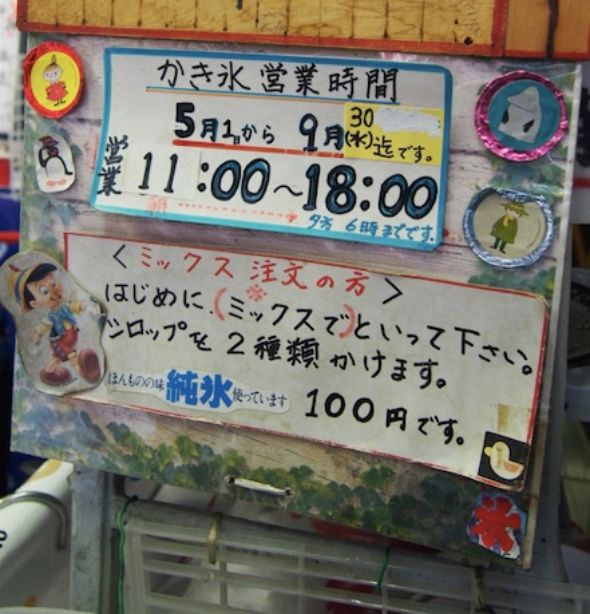 かき氷営業時間
5月1日から 9月30(水)迄です。
営業 11:00～18:00
夕方 6時までです。
＜ミックス注文の方＞
はじめに、(※ミックスで)といって下さい。
シロップを2種類かけます。
ほんものの味 純氷 使っています
100円です。
氷